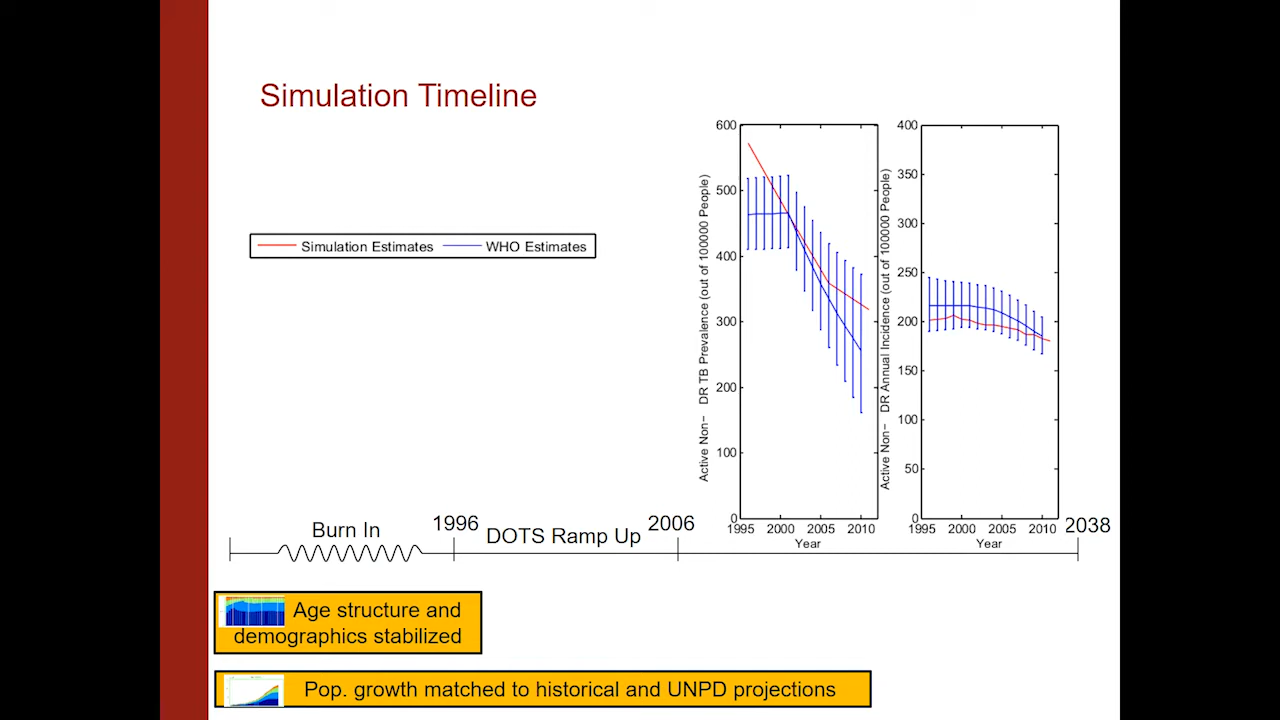 Simulation Timeline
Simulation Estimates WHO Estimates
Active Non− DR TB Prevalence (out of 100000 People)
600
500
400
300
200
100
0
1995 2000 2005 2010
Year
Active Non− DR Annual Incidence (out of 100000 People)
400
350
300
250
200
150
100
50
0
1995 2000 2005 2010
Year
Burn In
1996
DOTS Ramp Up
2006
2038
Age structure and
demographics stabilized
Pop. growth matched to historical and UNPD projections